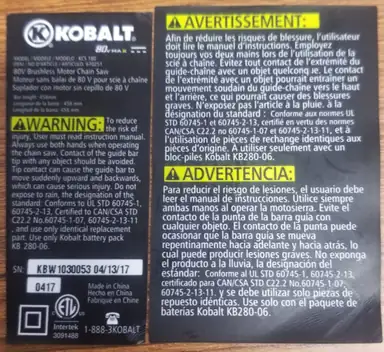 KOBALT
80V MAX
80V Brushless Motor Chain Saw
Moteur sans balai de 80 V pour scie à chaîne
Suplador con motor sin cepillo de 80 V
WARNING: To reduce
the risk of
injury, User must read instruction manual.
Always use both hands when operating
the chain saw. Contact of the guide bar
tip with any object should be avoided.
Tip contact can cause the guide bar to
move suddenly upward and backwards,
which can cause serious injury. Do not
expose to rain, the designation of the
standard: Conforms to UL STD 60745-1,
60745-2-13, Certified to CAN/CSA STD
C22.2 No.60745-1-07, 60745-2-13-11
, and use only identical replacement
part. Use only Kobalt battery pack
KB 280-06.
SN: KBW1030053 04/13/17
0417
Made in China
Hecho en China
Fabriqué en Chine
Intertek
3091488
1-888-3KOBALT
AVERTISSEMENT:
Afin de réduire les risques de blessure, l'utilisateur
doit lire le manuel d'instructions. Employez
toujours vos deux mains lors de l'utilisation de la
scie à chaîne. Évitez tout contact de l'extrémité du
guide-chaîne avec un objet quelconque. Le contact
de l'extrémité avec un objet pourrait entraîner un
mouvement soudain du guide-chaîne vers le haut
et l'arrière, ce qui pourrait causer des blessures
graves. N'exposez pas l'article à la pluie. à la
désignation du standard: Conforme aux normes UL
STD 60745-1 et 60745-2-13, certifié en vertu des normes
CAN/CSA STD C22.2 no 60745-1-07 et 60745-2-13-11, et à
l'utilisation de pièces de rechange identiques aux
pièces d'origine. À utiliser seulement avec un
bloc-piles Kobalt KB280-06.
ADVERTENCIA:
Para reducir el riesgo de lesiones, el usuario debe
leer el manual de instrucciones. Utilice siempre
ambas manos al operar la motosierra. Evite el
contacto de la punta de la barra guía con
cualquier objeto. El contacto de la punta puede
ocasionar que la barra guía se mueva
repentinamente hacia adelante y hacia atrás, lo
cual puede producir lesiones graves. No exponga
el producto a la lluvia, la designación del
estándar: Conforme al UL STD 60745-1, 60745-2-13,
certificado para CAN/CSA STD C22.2 No.60745-1-07,
60745-2-13-11. y se debe utilizar solo piezas de
repuesto idénticas. Use solo con el paquete de
baterías Kobalt KB280-06.